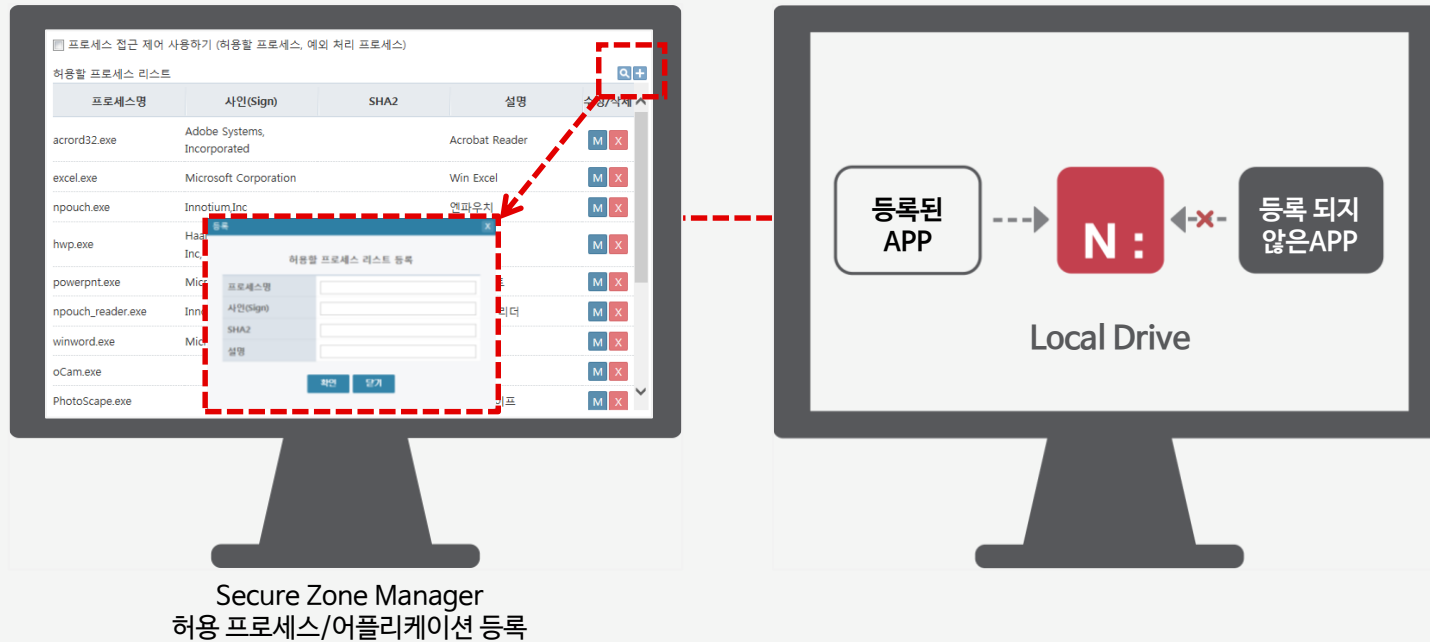 프로세스 접근 제어 사용하기 (허용할 프로세스, 예외 처리 프로세스)
허용할 프로세스 리스트
프로세스명 사인(Sign) SHA2 설명 수정/삭제
acrord32.exe Adobe Systems, Incorporated Acrobat Reader M X
excel.exe Microsoft Corporation Win Excel M X
npouch.exe Innotium,Inc 엔파우치 M X
hwp.exe Inc, M X
powerpnt.exe M X
npouch_reader.exe 리더 M X
winword.exe M X
oCam.exe M X
PhotoScape.exe M X
등록 X
허용할 프로세스 리스트 등록
프로세스명
사인(Sign)
SHA2
설명
확인 닫기
Secure Zone Manager
허용 프로세스/어플리케이션 등록
등록된
APP
N :
등록 되지
않은APP
Local Drive